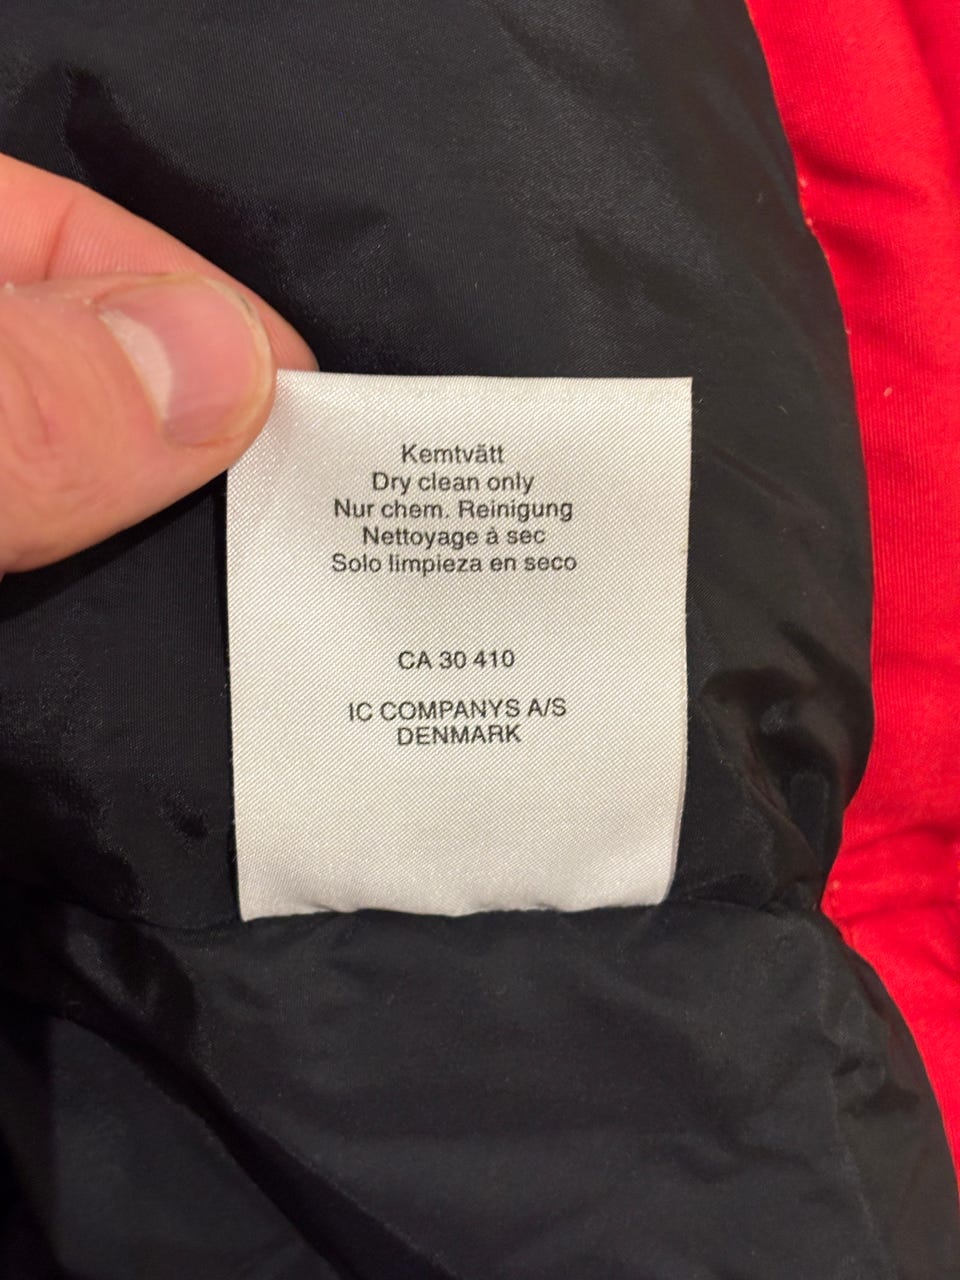 Kemtvätt
Dry clean only
Nur chem. Reinigung
Nettoyage à sec
Solo limpieza en seco
CA 30 410
IC COMPANYS A/S
DENMARK